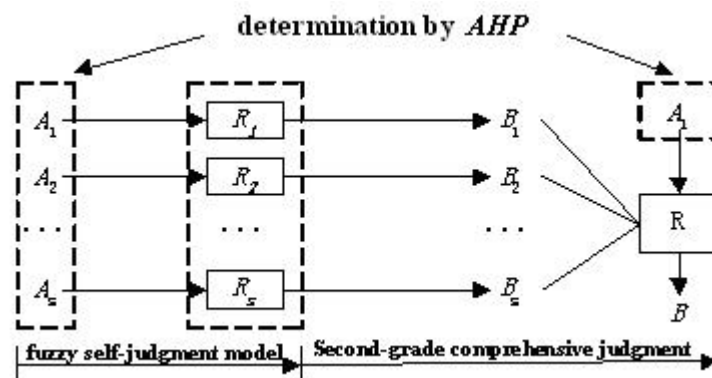 determination by AHP
A1 R1 B1 A1
A2 R2 B2
... ... ... R
As Rs Bs B
fuzzy self-judgment model Second-grade comprehensive judgment